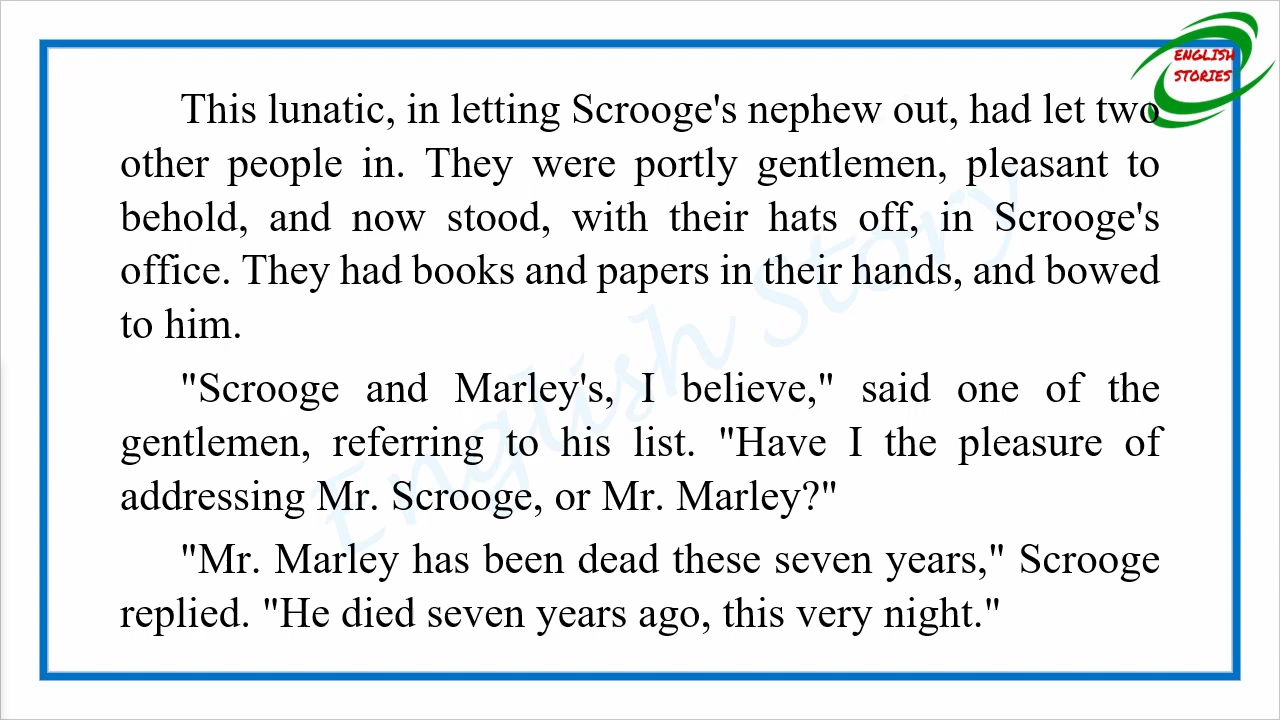 ENGLISH
STORIES
This lunatic, in letting Scrooge's nephew out, had let two
other people in. They were portly gentlemen, pleasant to
behold, and now stood, with their hats off, in Scrooge's
office. They had books and papers in their hands, and bowed
to him.
"Scrooge and Marley's, I believe," said one of the
gentlemen, referring to his list. "Have I the pleasure of
addressing Mr. Scrooge, or Mr. Marley?"
"Mr. Marley has been dead these seven years," Scrooge
replied. "He died seven years ago, this very night."
English Story